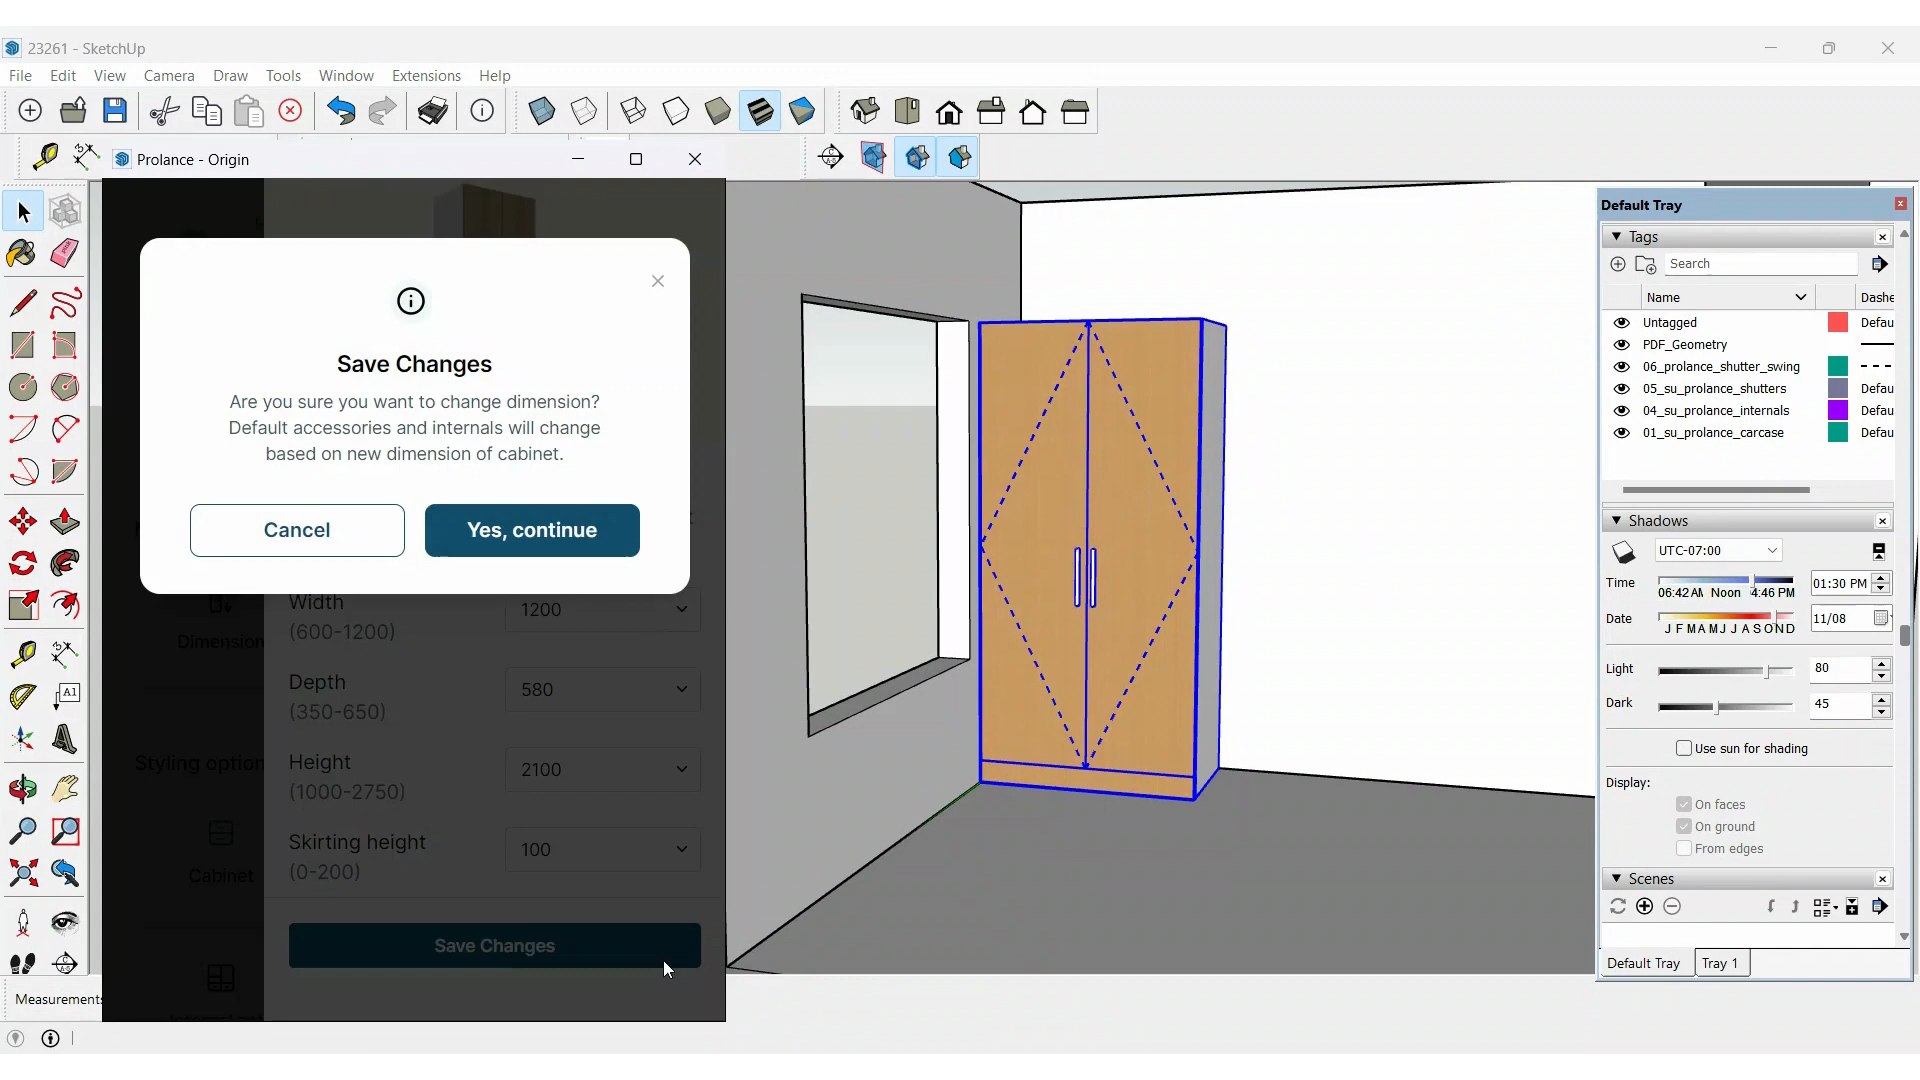 23261 - SketchUp
File Edit View Camera Draw Tools Window Extensions Help
Prolance - Origin
Save Changes
Are you sure you want to change dimension?
Default accessories and internals will change
based on new dimension of cabinet.
Cancel
Yes, continue
Width
(600-1200)
1200
Dimension
Depth
(350-650)
580
Styling option
Height
(1000-2750)
2100
Skirting height
(0-200)
100
Cabinet
Save Changes
Measurements
A1
Default Tray
Tags
Search
Name Dashe
Untagged Defau
PDF_Geometry
06_prolance_shutter_swing
05_su_prolance_shutters Defau
04_su_prolance_internals Defau
01_su_prolance_carcase Defau
Shadows
UTC-07:00
Time 01:30 PM
06:42 AM Noon 4:46 PM
Date 11/08
J F M A M J J A S O N D
Light 80
Dark 45
Use sun for shading
Display:
On faces
On ground
From edges
Scenes
Default Tray Tray 1